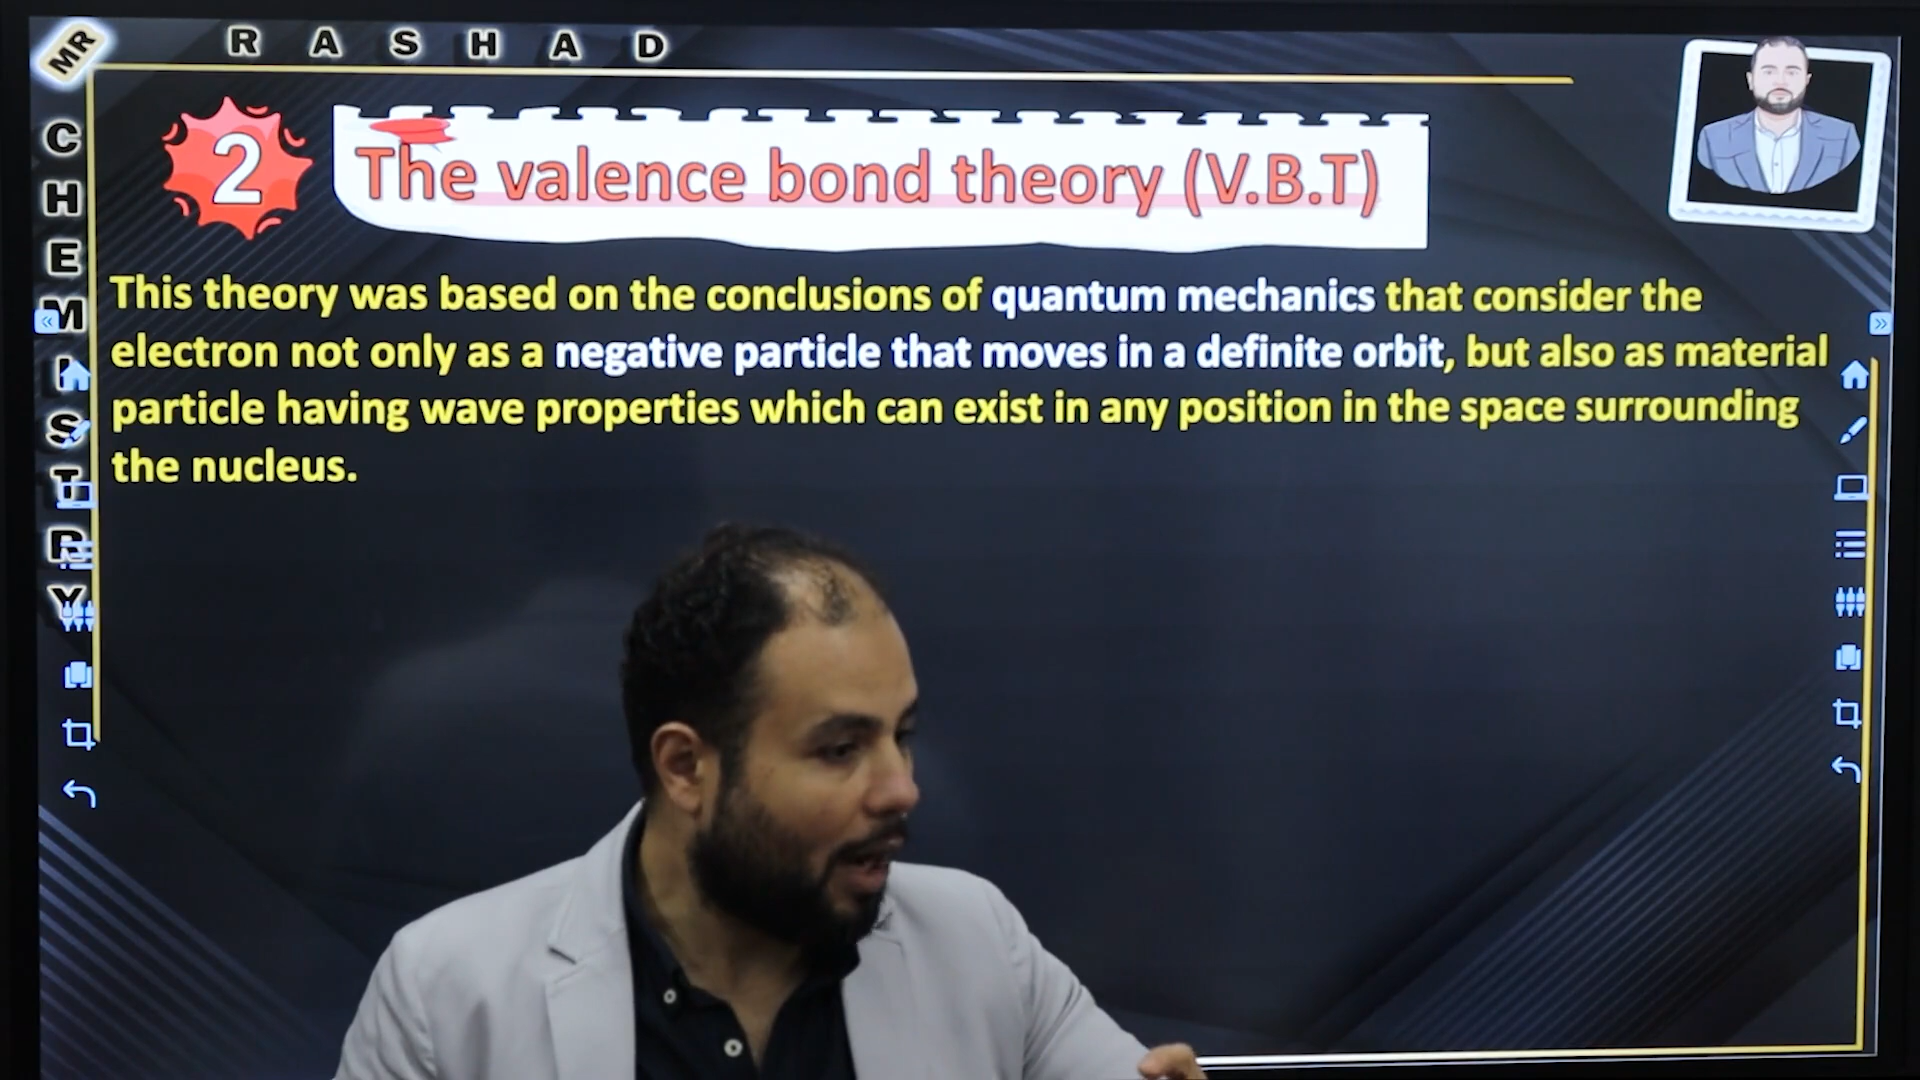 MR RASHAD
CHEMISTRY
2
The valence bond theory (V.B.T)
This theory was based on the conclusions of quantum mechanics that consider the
electron not only as a negative particle that moves in a definite orbit, but also as material
particle having wave properties which can exist in any position in the space surrounding
the nucleus.